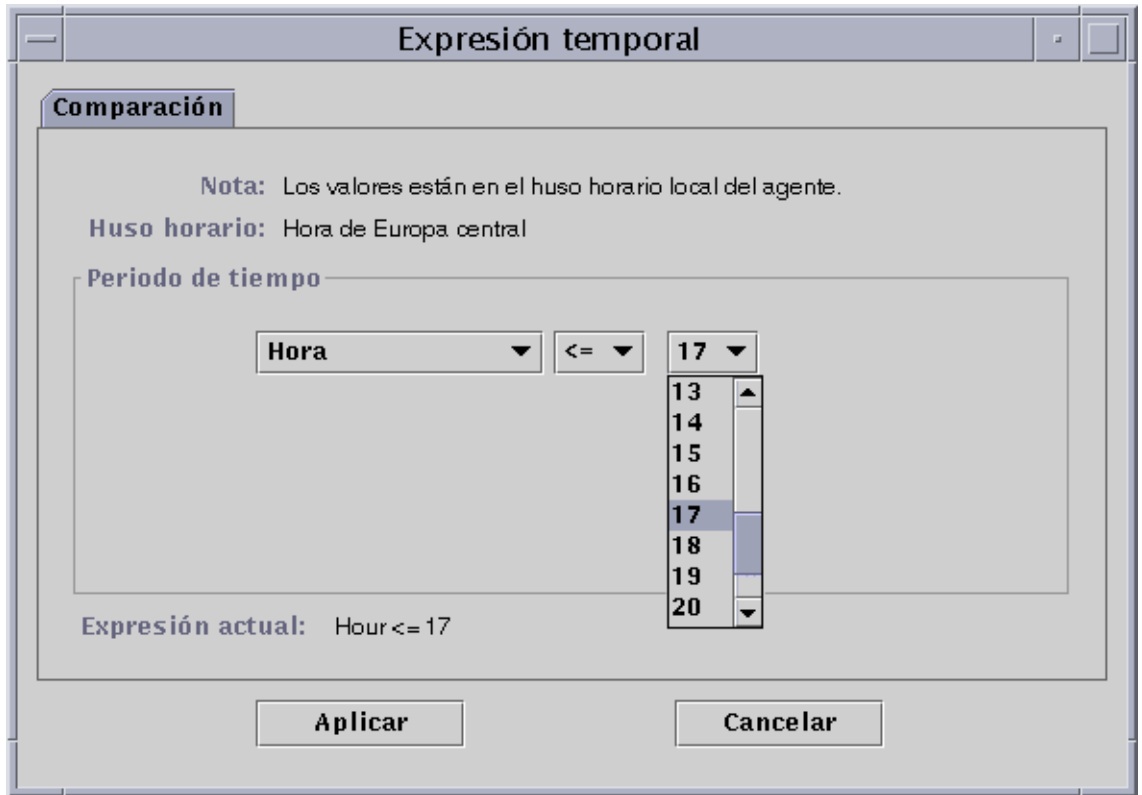 Expresión temporal
Comparación
Nota: Los valores están en el huso horario local del agente.
Huso horario: Hora de Europa central
Periodo de tiempo
Hora <= 17
13
14
15
16
17
18
19
20
Expresión actual: Hour <= 17
Aplicar Cancelar